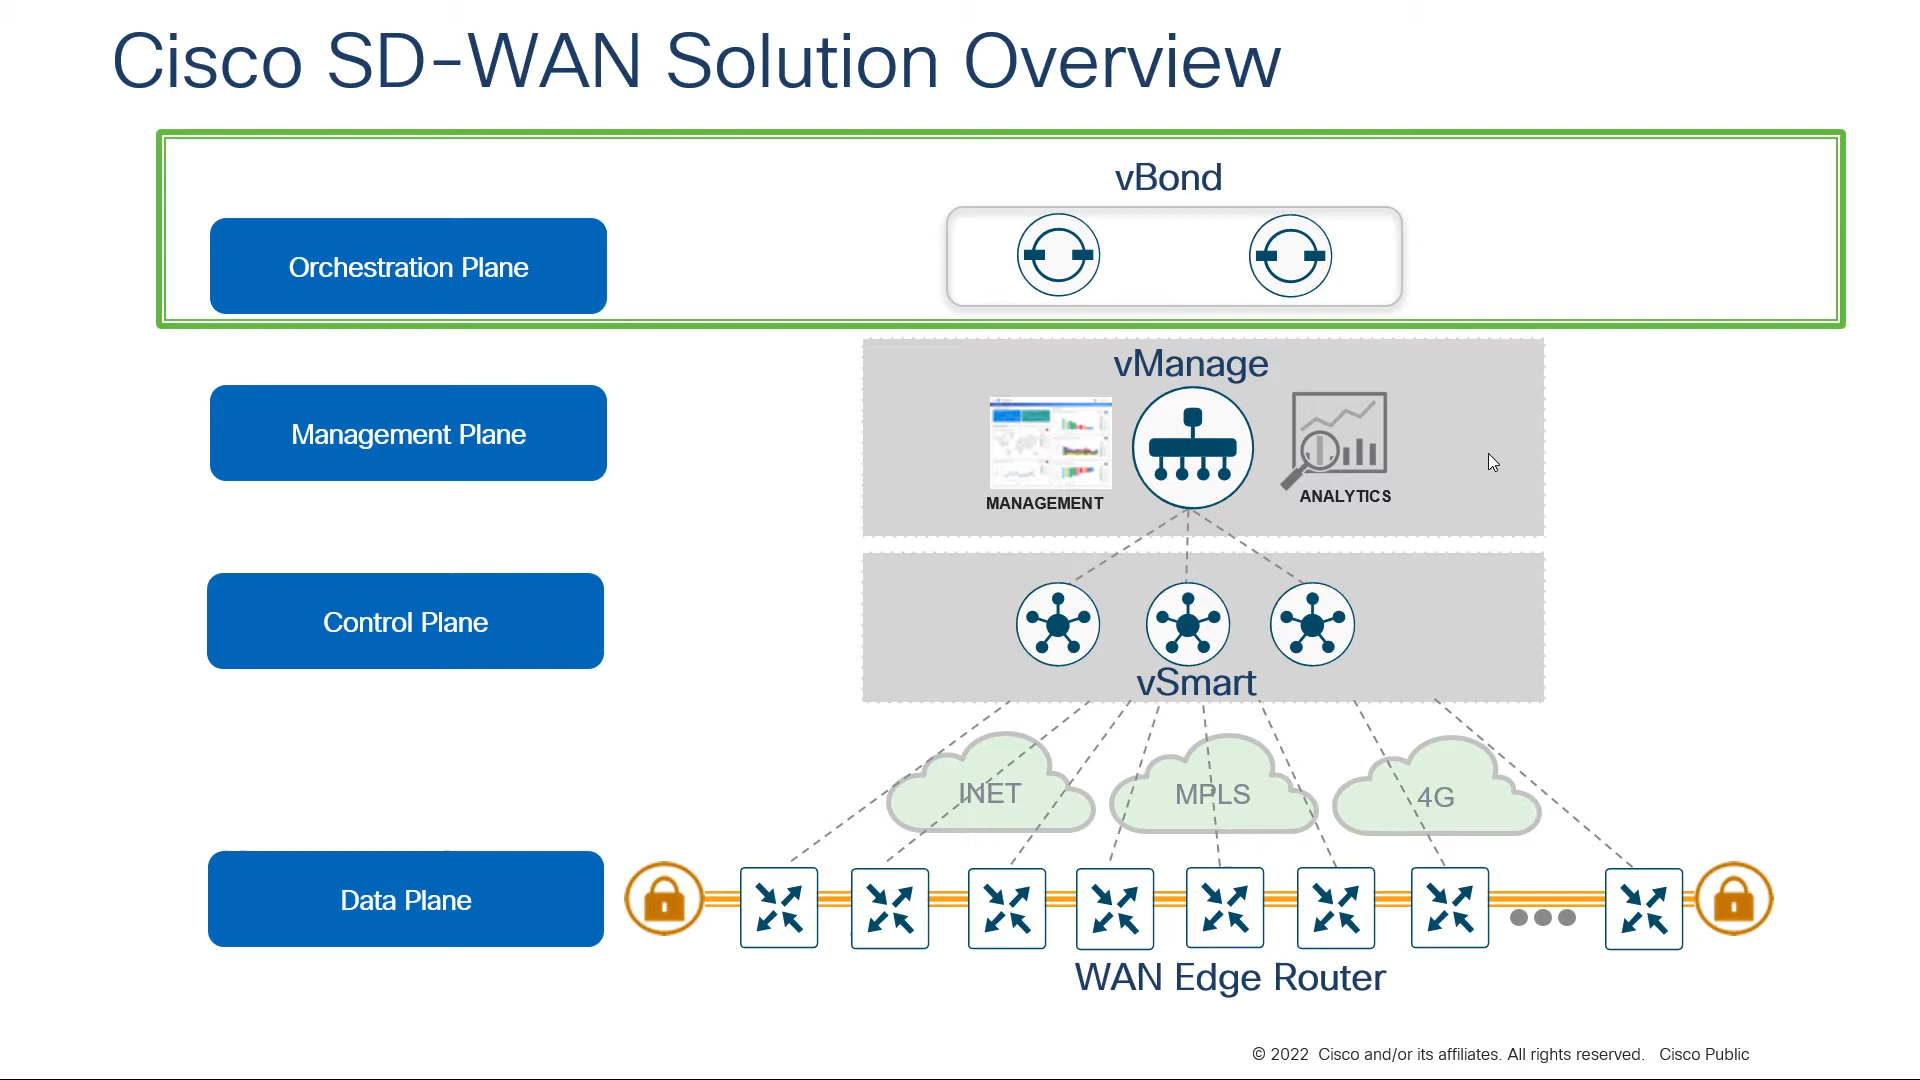 Cisco SD-WAN Solution Overview
vBond
Orchestration Plane
vManage
Management Plane
MANAGEMENT
ANALYTICS
Control Plane
vSmart
INET
MPLS
4G
Data Plane
WAN Edge Router
© 2022 Cisco and/or its affiliates. All rights reserved. Cisco Public